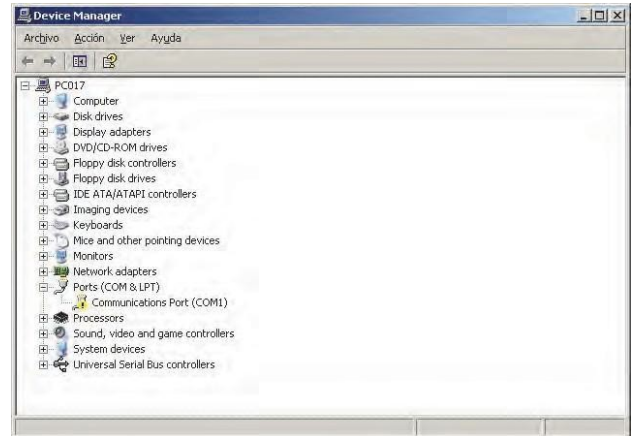 Device Manager
Archivo Acción Ver Ayuda
PC017
Computer
Disk drives
Display adapters
DVD/CD-ROM drives
Floppy disk controllers
Floppy disk drives
IDE ATA/ATAPI controllers
Imaging devices
Keyboards
Mice and other pointing devices
Monitors
Network adapters
Ports (COM & LPT)
Communications Port (COM1)
Processors
Sound, video and game controllers
System devices
Universal Serial Bus controllers